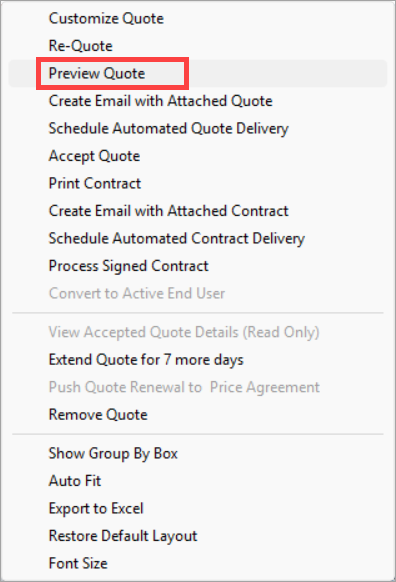 Customize Quote
Re-Quote
Preview Quote
Create Email with Attached Quote
Schedule Automated Quote Delivery
Accept Quote
Print Contract
Create Email with Attached Contract
Schedule Automated Contract Delivery
Process Signed Contract
Convert to Active End User
View Accepted Quote Details (Read Only)
Extend Quote for 7 more days
Push Quote Renewal to  Price Agreement
Remove Quote
Show Group By Box
Auto Fit
Export to Excel
Restore Default Layout
Font Size